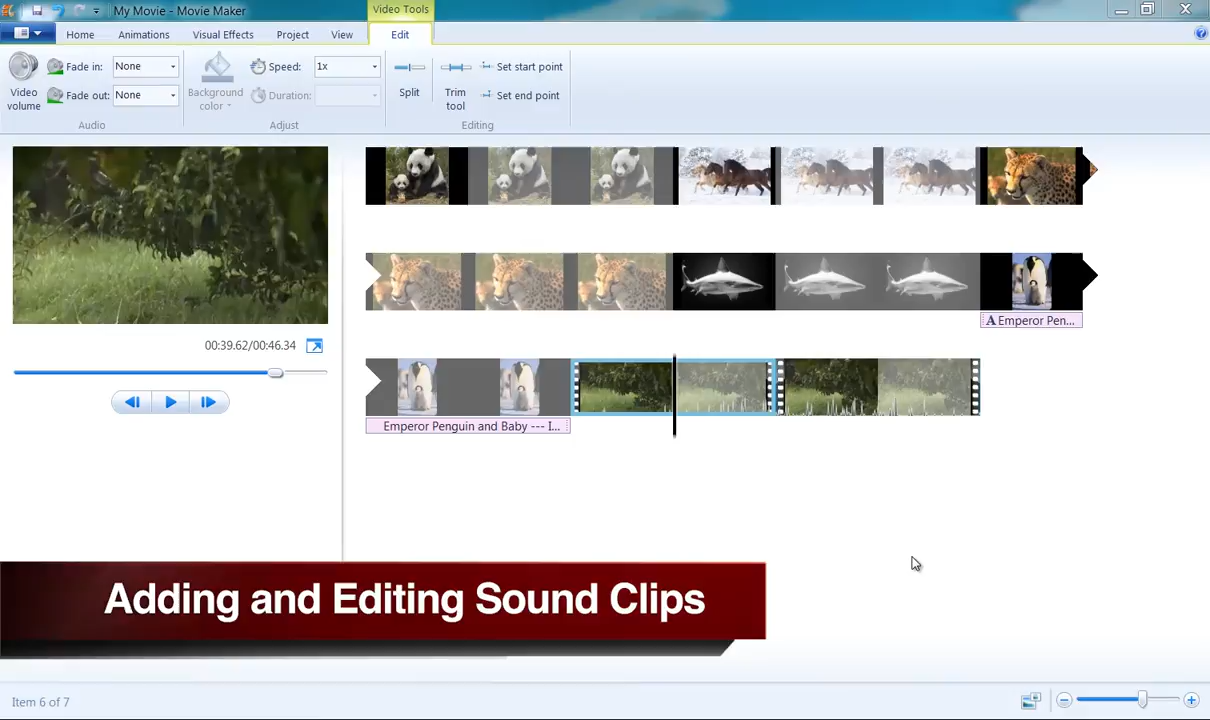 My Movie - Movie Maker
Video Tools
Home
Animations
Visual Effects
Project
View
Edit
Video
volume
Fade in:
None
Fade out:
None
Audio
Background
color
Speed:
1x
Duration:
Adjust
Split
Trim
tool
Set start point
Set end point
Editing
00:39.62/00:46.34
A Emperor Pen...
Emperor Penguin and Baby --- I...
Adding and Editing Sound Clips
Item 6 of 7